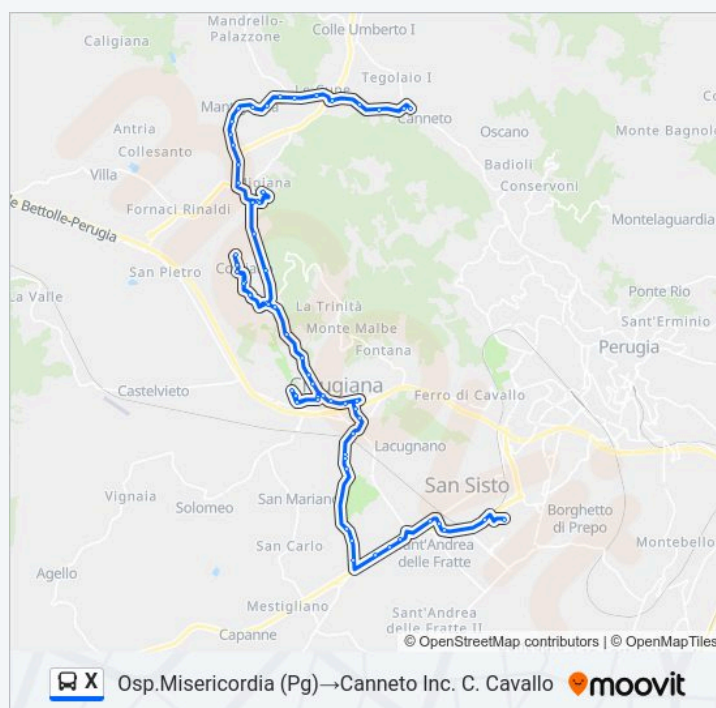 Mandrello-
Palazzone
Colle Umberto I
Caligiana
Tegolaio I
Canneto
Antria
Oscano
Monte Bagnol
Collesanto
Badioli
Villa
Conservoni
Fornaci Rinaldi
Montelaguardia
le Bettolle-Perugia
San Pietro
La Valle
La Trinità
Ponte Rio
Monte Malbe
Sant'Erminio
Fontana
Perugia
Castelvieto
Ferro di Cavallo
Lacugnano
Vignaia
San Mariano
San Sisto
Solomeo
Borghetto
di Prepo
San Carlo
Sant'Andrea
delle Fratte
Montebello
Agello
Mestigliano
Sant'Andrea
delle Fratte II
Capanne
© OpenStreetMap contributors | © OpenMapTiles
X Osp.Misericordia (Pg)→Canneto Inc. C. Cavallo moovit